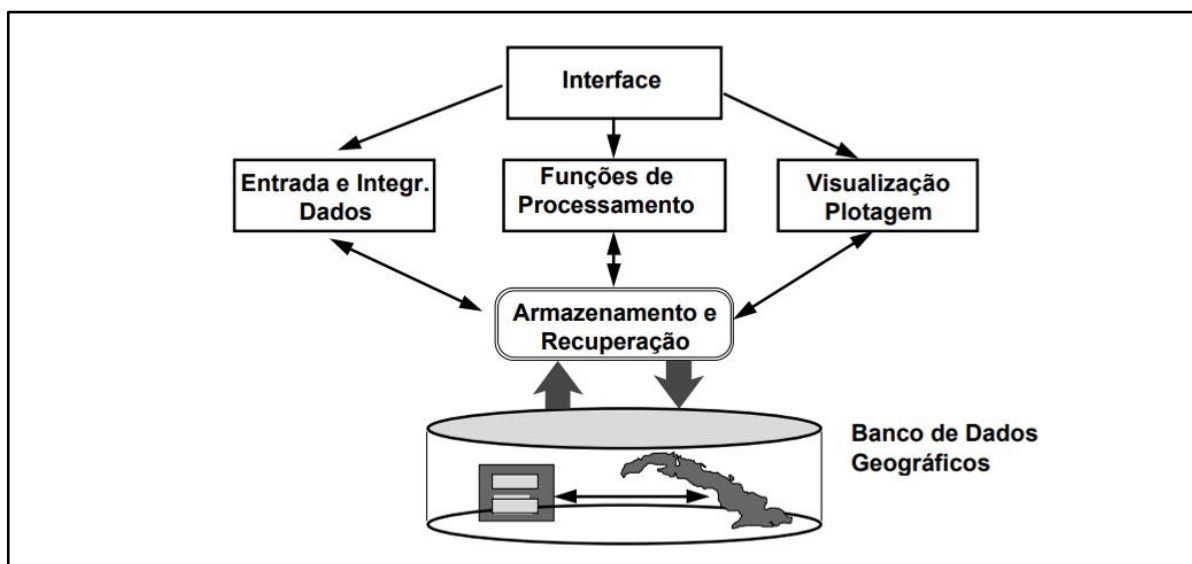 Interface
Entrada e Integr.
Dados
Funções de
Processamento
Visualização
Plotagem
Armazenamento e
Recuperação
Banco de Dados
Geográficos